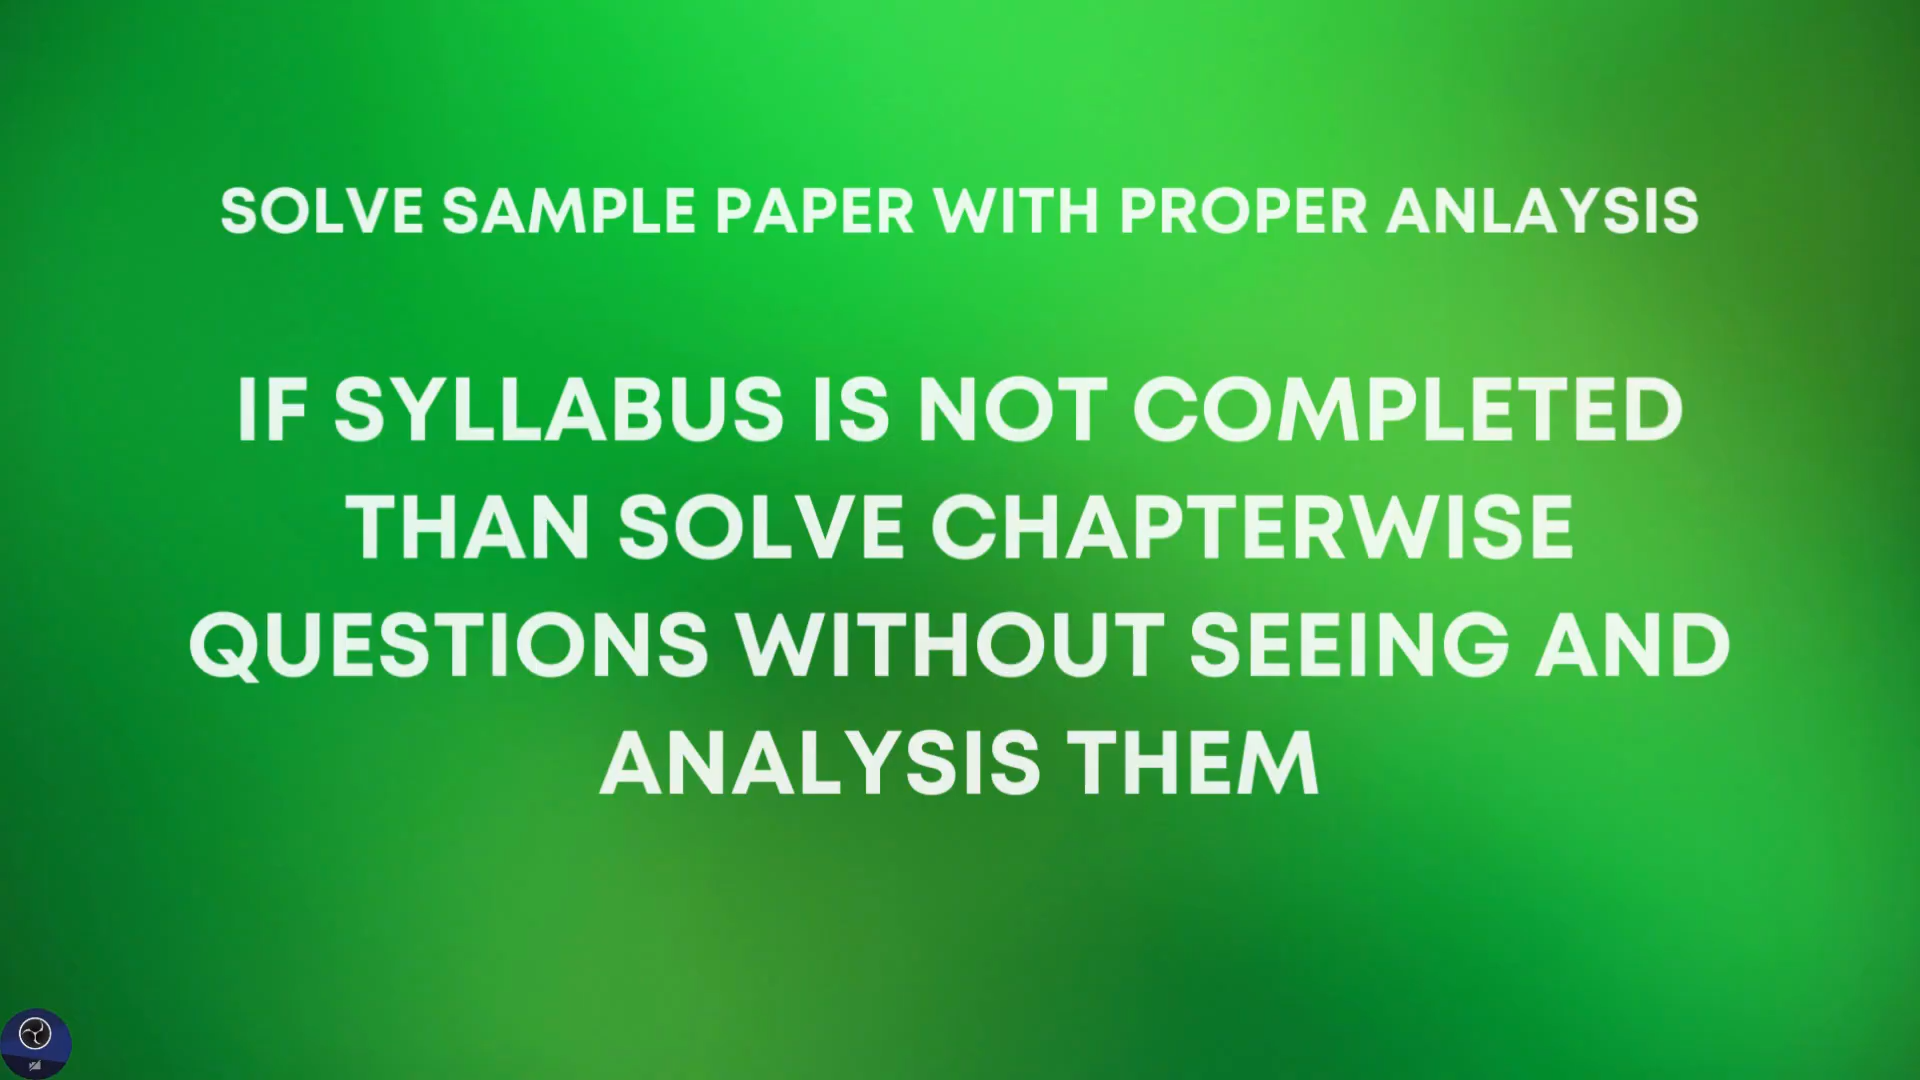 SOLVE SAMPLE PAPER WITH PROPER ANLAYSIS
IF SYLLABUS IS NOT COMPLETED
THAN SOLVE CHAPTERWISE
QUESTIONS WITHOUT SEEING AND
ANALYSIS THEM